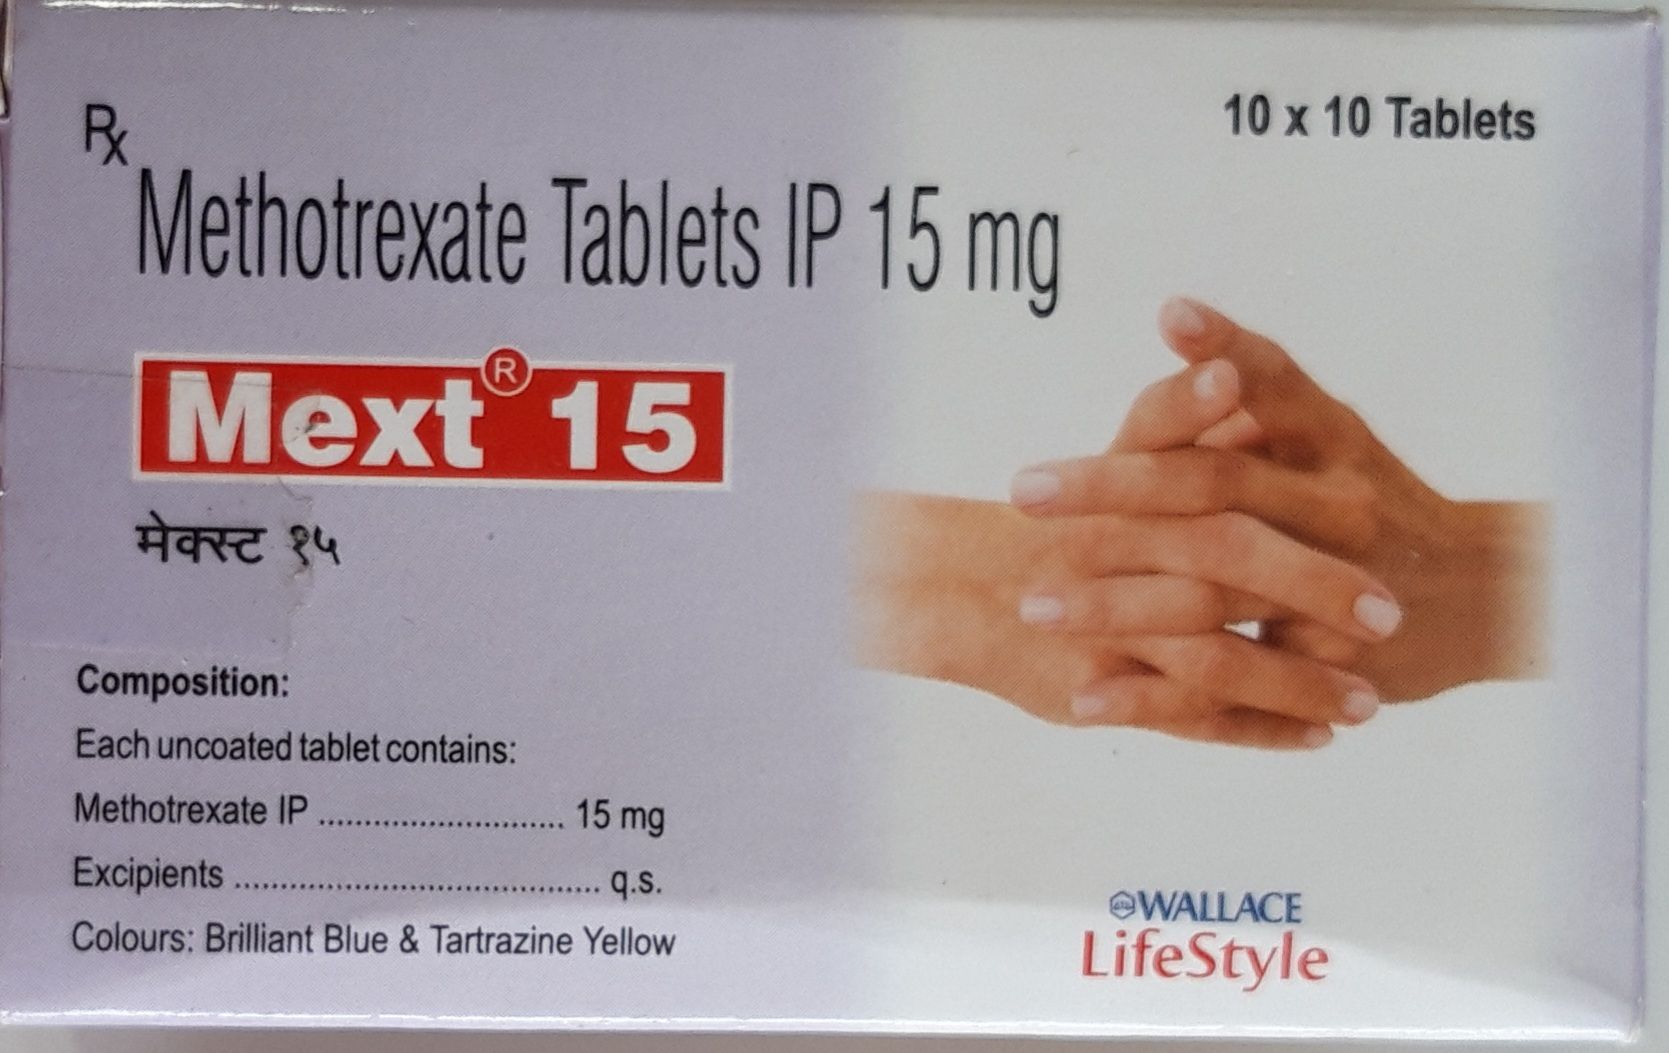 Rx
10 x 10 Tablets
Methotrexate Tablets IP 15 mg
Mext® 15
मेक्स्ट १५
Composition:
Each uncoated tablet contains:
Methotrexate IP ........................... 15 mg
Excipients ....................................... q.s.
Colours: Brilliant Blue & Tartrazine Yellow
WALLACE
LifeStyle